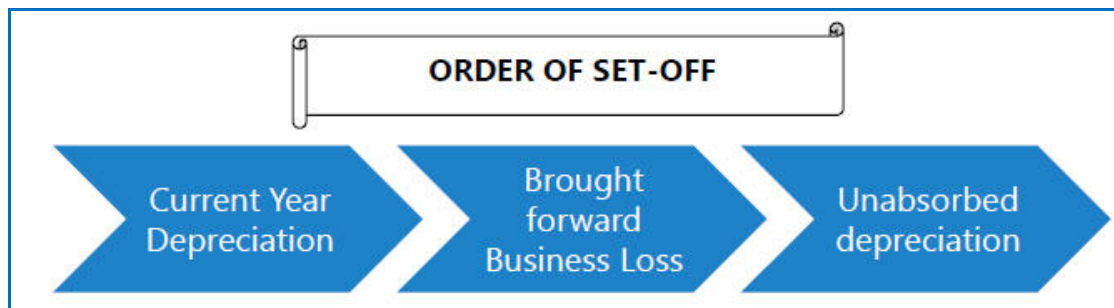 ORDER OF SET-OFF
Current Year
Depreciation
Brought
forward
Business Loss
Unabsorbed
depreciation